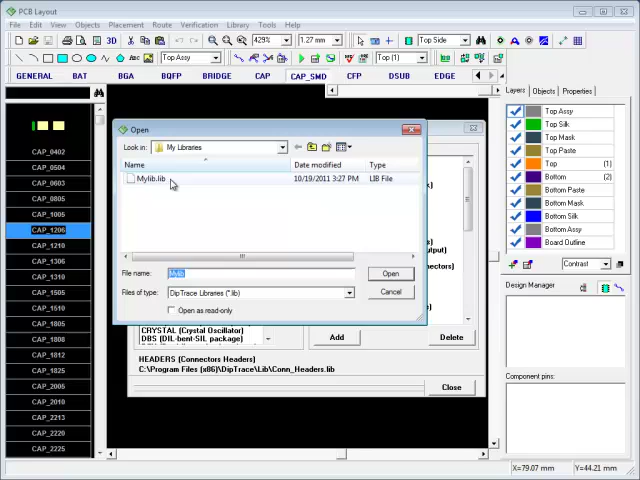 PCB Layout
File Edit View Objects Placement Route Verification Library Tools Help
3D 429% 1.27 mm Top Side
Top Assy ABC Top (1)
GENERAL BAT BGA BQFP BRIDGE CAP CAP_SMD CFP DSUB EDGE
Layers Objects Properties
Top Assy
Top Silk
Top Mask
Top Paste
Top (1)
Bottom (2)
Bottom Paste
Bottom Mask
Bottom Silk
Bottom Assy
Board Outline
Contrast
Design Manager
Component pins:
CAP_0402
CAP_0504
CAP_0603
CAP_0805
CAP_1005
CAP_1206
CAP_1210
CAP_1306
CAP_1310
CAP_1505
CAP_1510
CAP_1608
CAP_1808
CAP_1812
CAP_1825
CAP_2005
CAP_2010
CAP_2213
CAP_2220
CAP_2225
Open
Look in: My Libraries
Name Date modified Type
Mylib.lib 10/19/2011 3:27 PM LIB File
File name: Mylib Open
Files of type: DipTrace Libraries (*.lib) Cancel
Open as read-only
output)
CRYSTAL (Crystal Oscillator)
DBS (DIL-bent-SIL package)
Add Delete
HEADERS (Connectors Headers)
C:\Program Files (x86)\DipTrace\Lib\Conn_Headers.lib
Close
X=79.07 mm Y=44.21 mm